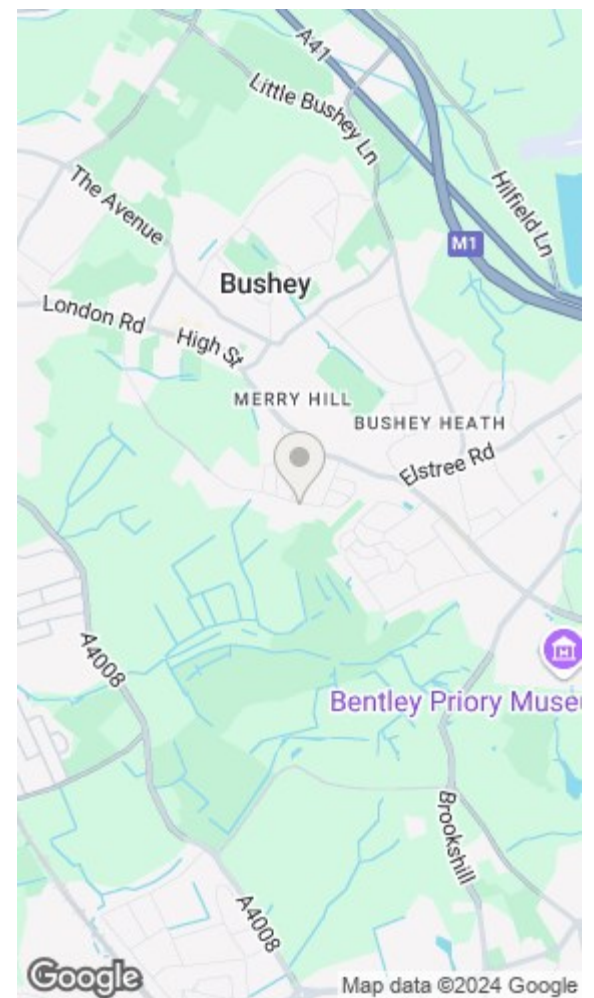 A41
Little Bushey Ln
The Avenue
Hilfield Ln
M1
Bushey
London Rd
High St
MERRY HILL
BUSHEY HEATH
Elstree Rd
A4008
Bentley Priory Museu
Brookshill
A4008
Google
Map data ©2024 Google